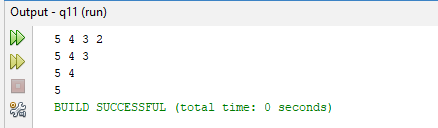 Output - q11 (run)
5 4 3 2
5 4 3
5 4
5
BUILD SUCCESSFUL (total time: 0 seconds)